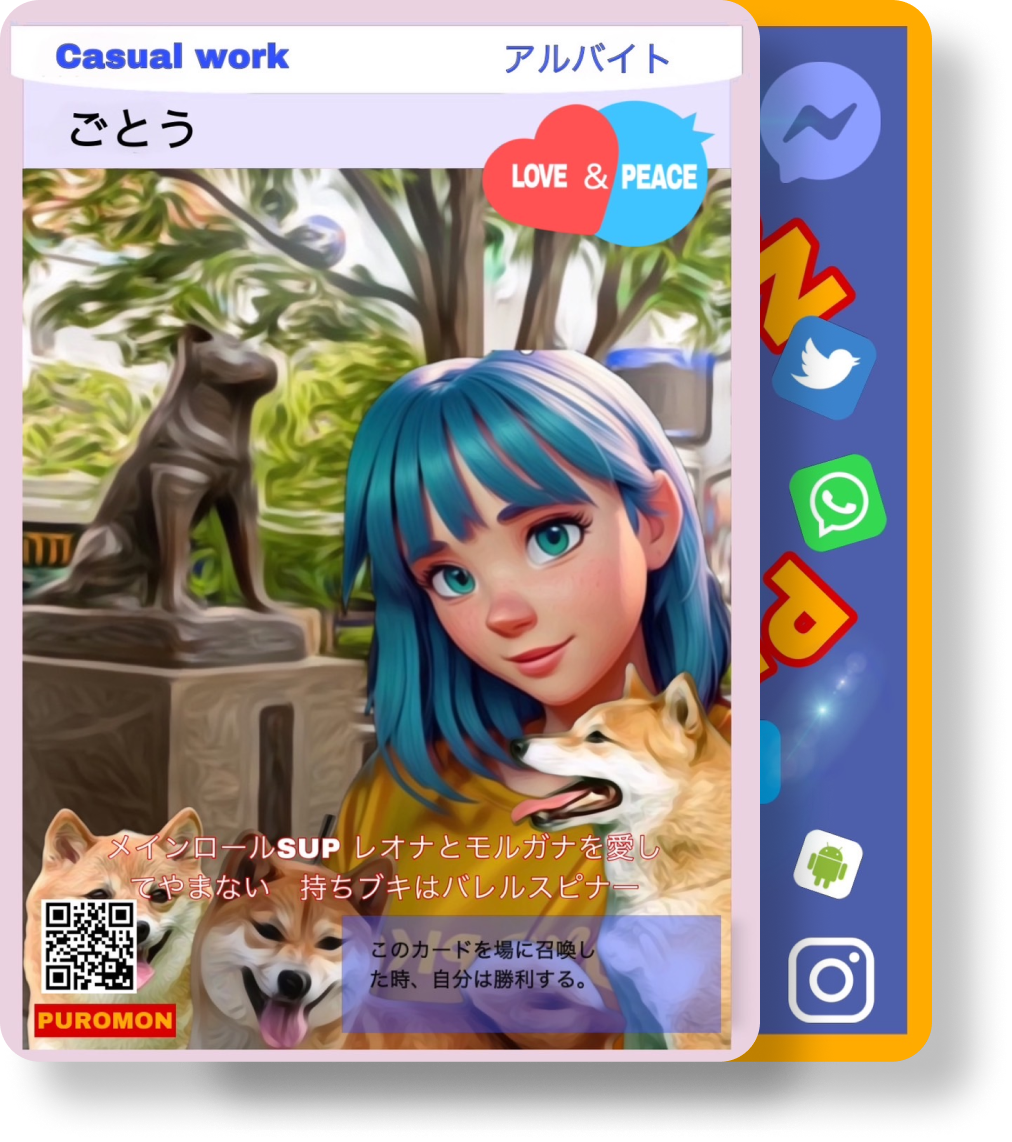 Casual work
アルバイト
ごとう
LOVE & PEACE
メインロールSUP レオナとモルガナを愛し
てやまない 持ちブキはバレルスピナー
このカードを場に召喚し
た時、自分は勝利する。
PUROMON